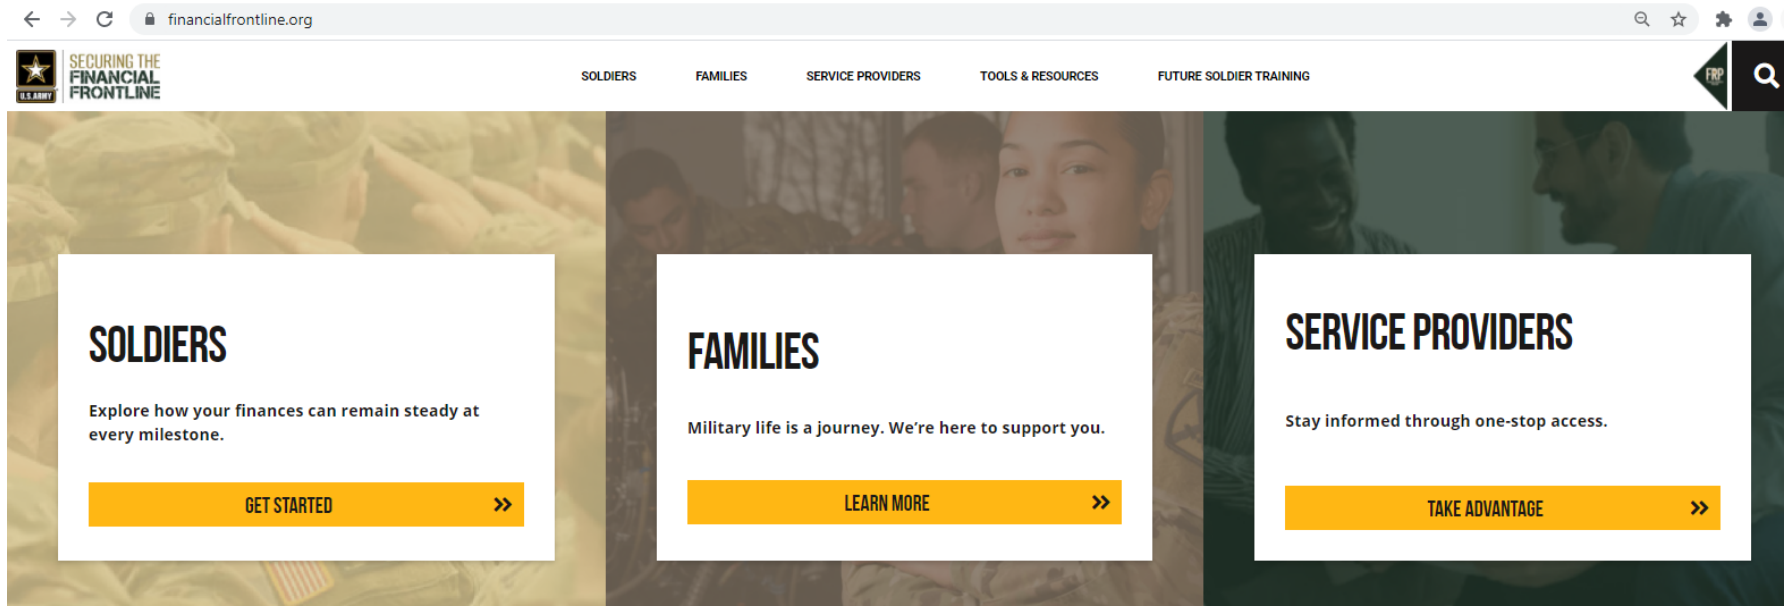 financialfrontline.org
U.S.ARMY
SECURING THE
FINANCIAL
FRONTLINE
SOLDIERS
FAMILIES
SERVICE PROVIDERS
TOOLS & RESOURCES
FUTURE SOLDIER TRAINING
FRP
SOLDIERS
Explore how your finances can remain steady at
every milestone.
GET STARTED
FAMILIES
Military life is a journey. We’re here to support you.
LEARN MORE
SERVICE PROVIDERS
Stay informed through one-stop access.
TAKE ADVANTAGE